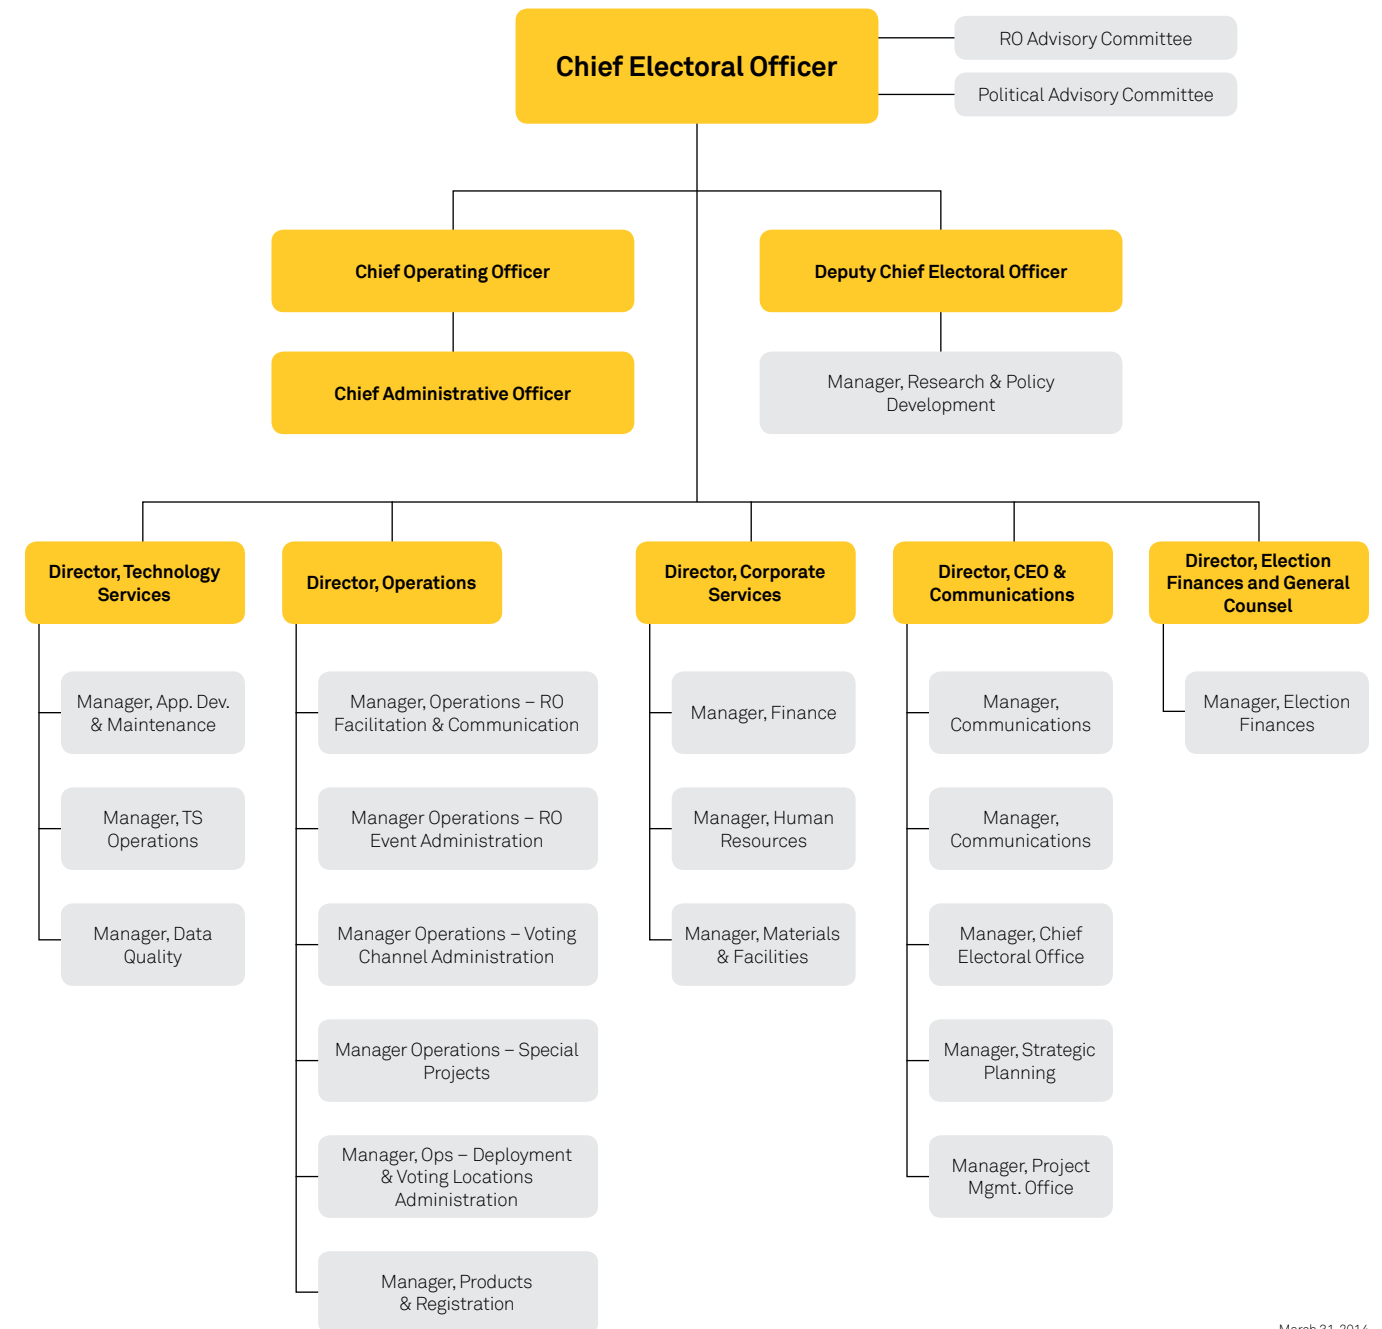 Chief Electoral Officer
RO Advisory Committee
Political Advisory Committee
Chief Operating Officer
Deputy Chief Electoral Officer
Chief Administrative Officer
Manager, Research & Policy
Development
Director, Technology
Services
Director, Operations
Director, Corporate
Services
Director, CEO &
Communications
Director, Election
Finances and General
Counsel
Manager, App. Dev.
& Maintenance
Manager, TS
Operations
Manager, Data
Quality
Manager, Operations – RO
Facilitation & Communication
Manager Operations – RO
Event Administration
Manager Operations – Voting
Channel Administration
Manager Operations – Special
Projects
Manager, Ops – Deployment
& Voting Locations
Administration
Manager, Products
& Registration
Manager, Finance
Manager, Human
Resources
Manager, Materials
& Facilities
Manager,
Communications
Manager,
Communications
Manager, Chief
Electoral Office
Manager, Strategic
Planning
Manager, Project
Mgmt. Office
Manager, Election
Finances
March 31, 2014